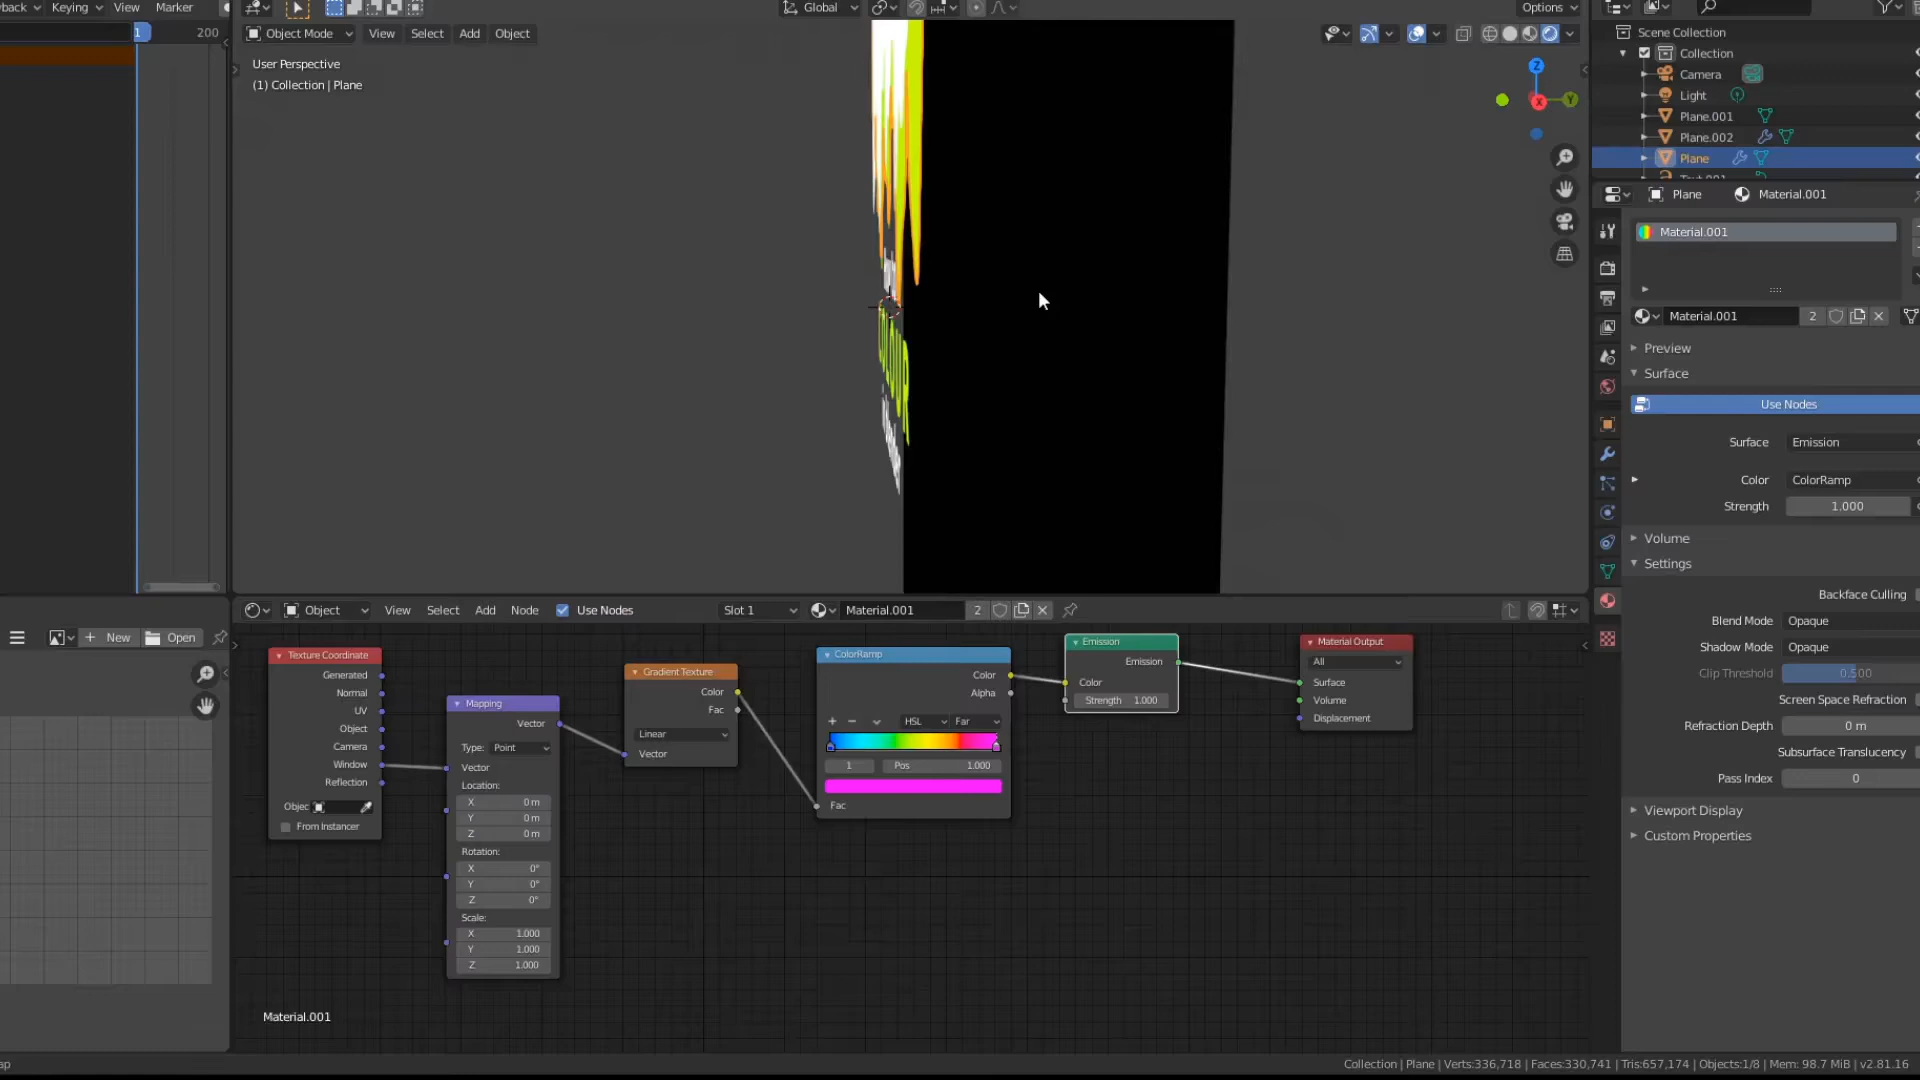 yback Keying View Marker
Global
Options
1 200
Object Mode View Select Add Object
User Perspective
(1) Collection | Plane
Z
X
Y
COLOUR
Scene Collection
Collection
Camera
Light
Plane.001
Plane.002
Plane
Plane Material.001
Material.001
Material.001 2
Preview
Surface
Use Nodes
Surface Emission
Color ColorRamp
Strength 1.000
Volume
Settings
Backface Culling
Blend Mode Opaque
Shadow Mode Opaque
Clip Threshold 0.500
Screen Space Refraction
Refraction Depth 0 m
Subsurface Translucency
Pass Index 0
Viewport Display
Custom Properties
New Open
Object View Select Add Node Use Nodes Slot 1 Material.001 2
Texture Coordinate
Generated
Normal
UV
Object
Camera
Window
Reflection
Objec
From Instancer
Mapping
Vector
Type: Point
Vector
Location:
X 0 m
Y 0 m
Z 0 m
Rotation:
X 0°
Y 0°
Z 0°
Scale:
X 1.000
Y 1.000
Z 1.000
Gradient Texture
Color
Fac
Linear
Vector
ColorRamp
Color
Alpha
HSL Far
1 Pos 1.000
Fac
Emission
Emission
Color
Strength 1.000
Material Output
All
Surface
Volume
Displacement
Material.001
ap
Collection | Plane | Verts:336,718 | Faces:330,741 | Tris:657,174 | Objects:1/8 | Mem: 98.7 MiB | v2.81.16